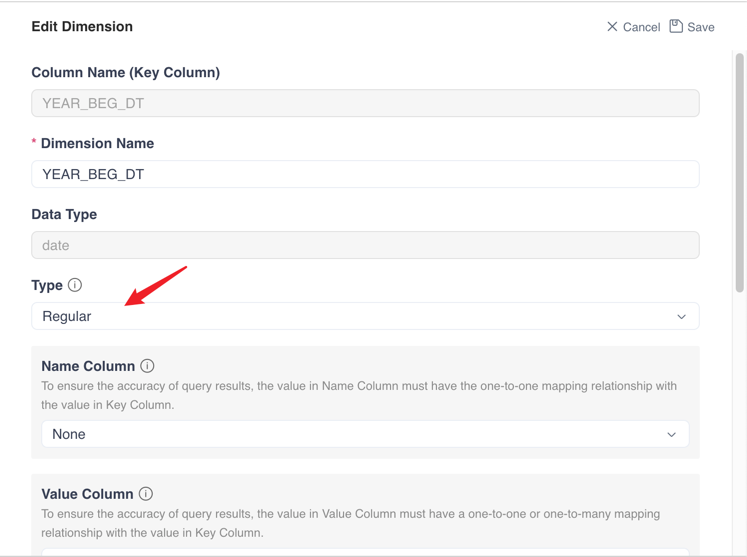 Edit Dimension
Cancel Save
Column Name (Key Column)
YEAR_BEG_DT
* Dimension Name
YEAR_BEG_DT
Data Type
date
Type
Regular
Name Column
To ensure the accuracy of query results, the value in Name Column must have the one-to-one mapping relationship with
the value in Key Column.
None
Value Column
To ensure the accuracy of query results, the value in Value Column must have a one-to-one or one-to-many mapping
relationship with the value in Key Column.